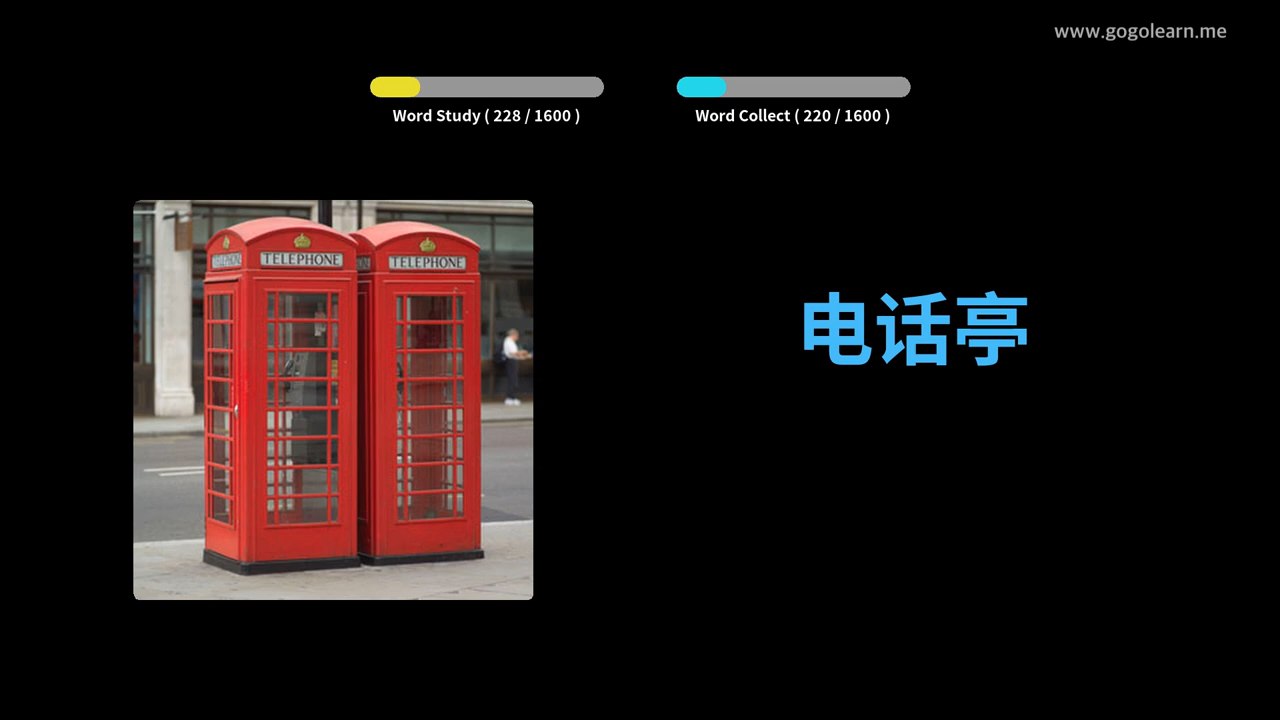 www.gogolearn.me
Word Study ( 228 / 1600 )
Word Collect ( 220 / 1600 )
TELEPHONE
TELEPHONE
电话亭